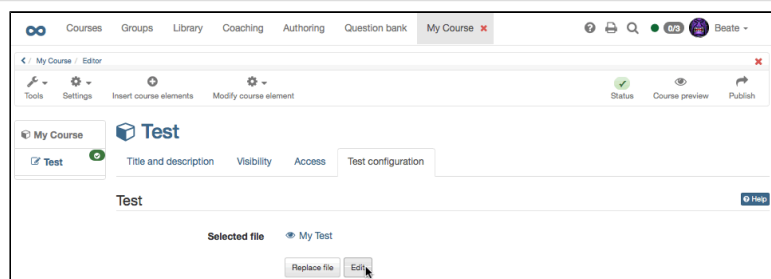 Courses Groups Library Coaching Authoring Question bank My Course 0/3 Beate
My Course / Editor
Tools Settings Insert course elements Modify course element Status Course preview Publish
My Course Test
Test Title and description Visibility Access Test configuration
Test Help
Selected file My Test
Replace file Edit